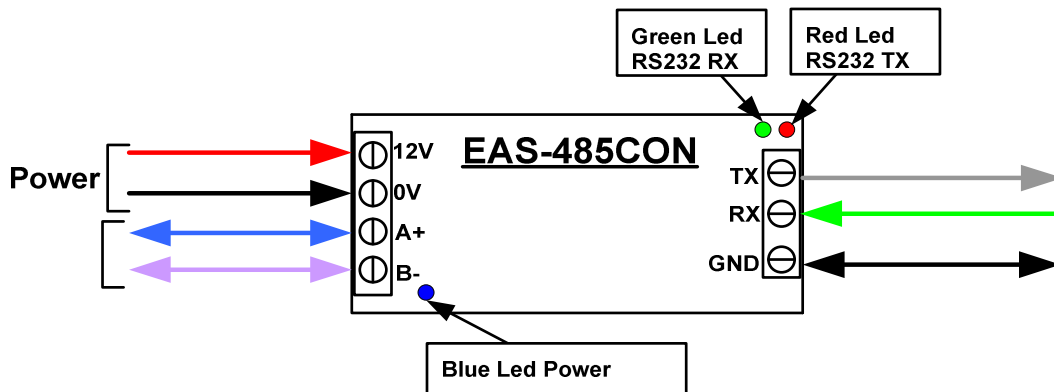 Green Led
RS232 RX
Red Led
RS232 TX
EAS-485CON
Power
12V
0V
A+
B-
TX
RX
GND
Blue Led Power